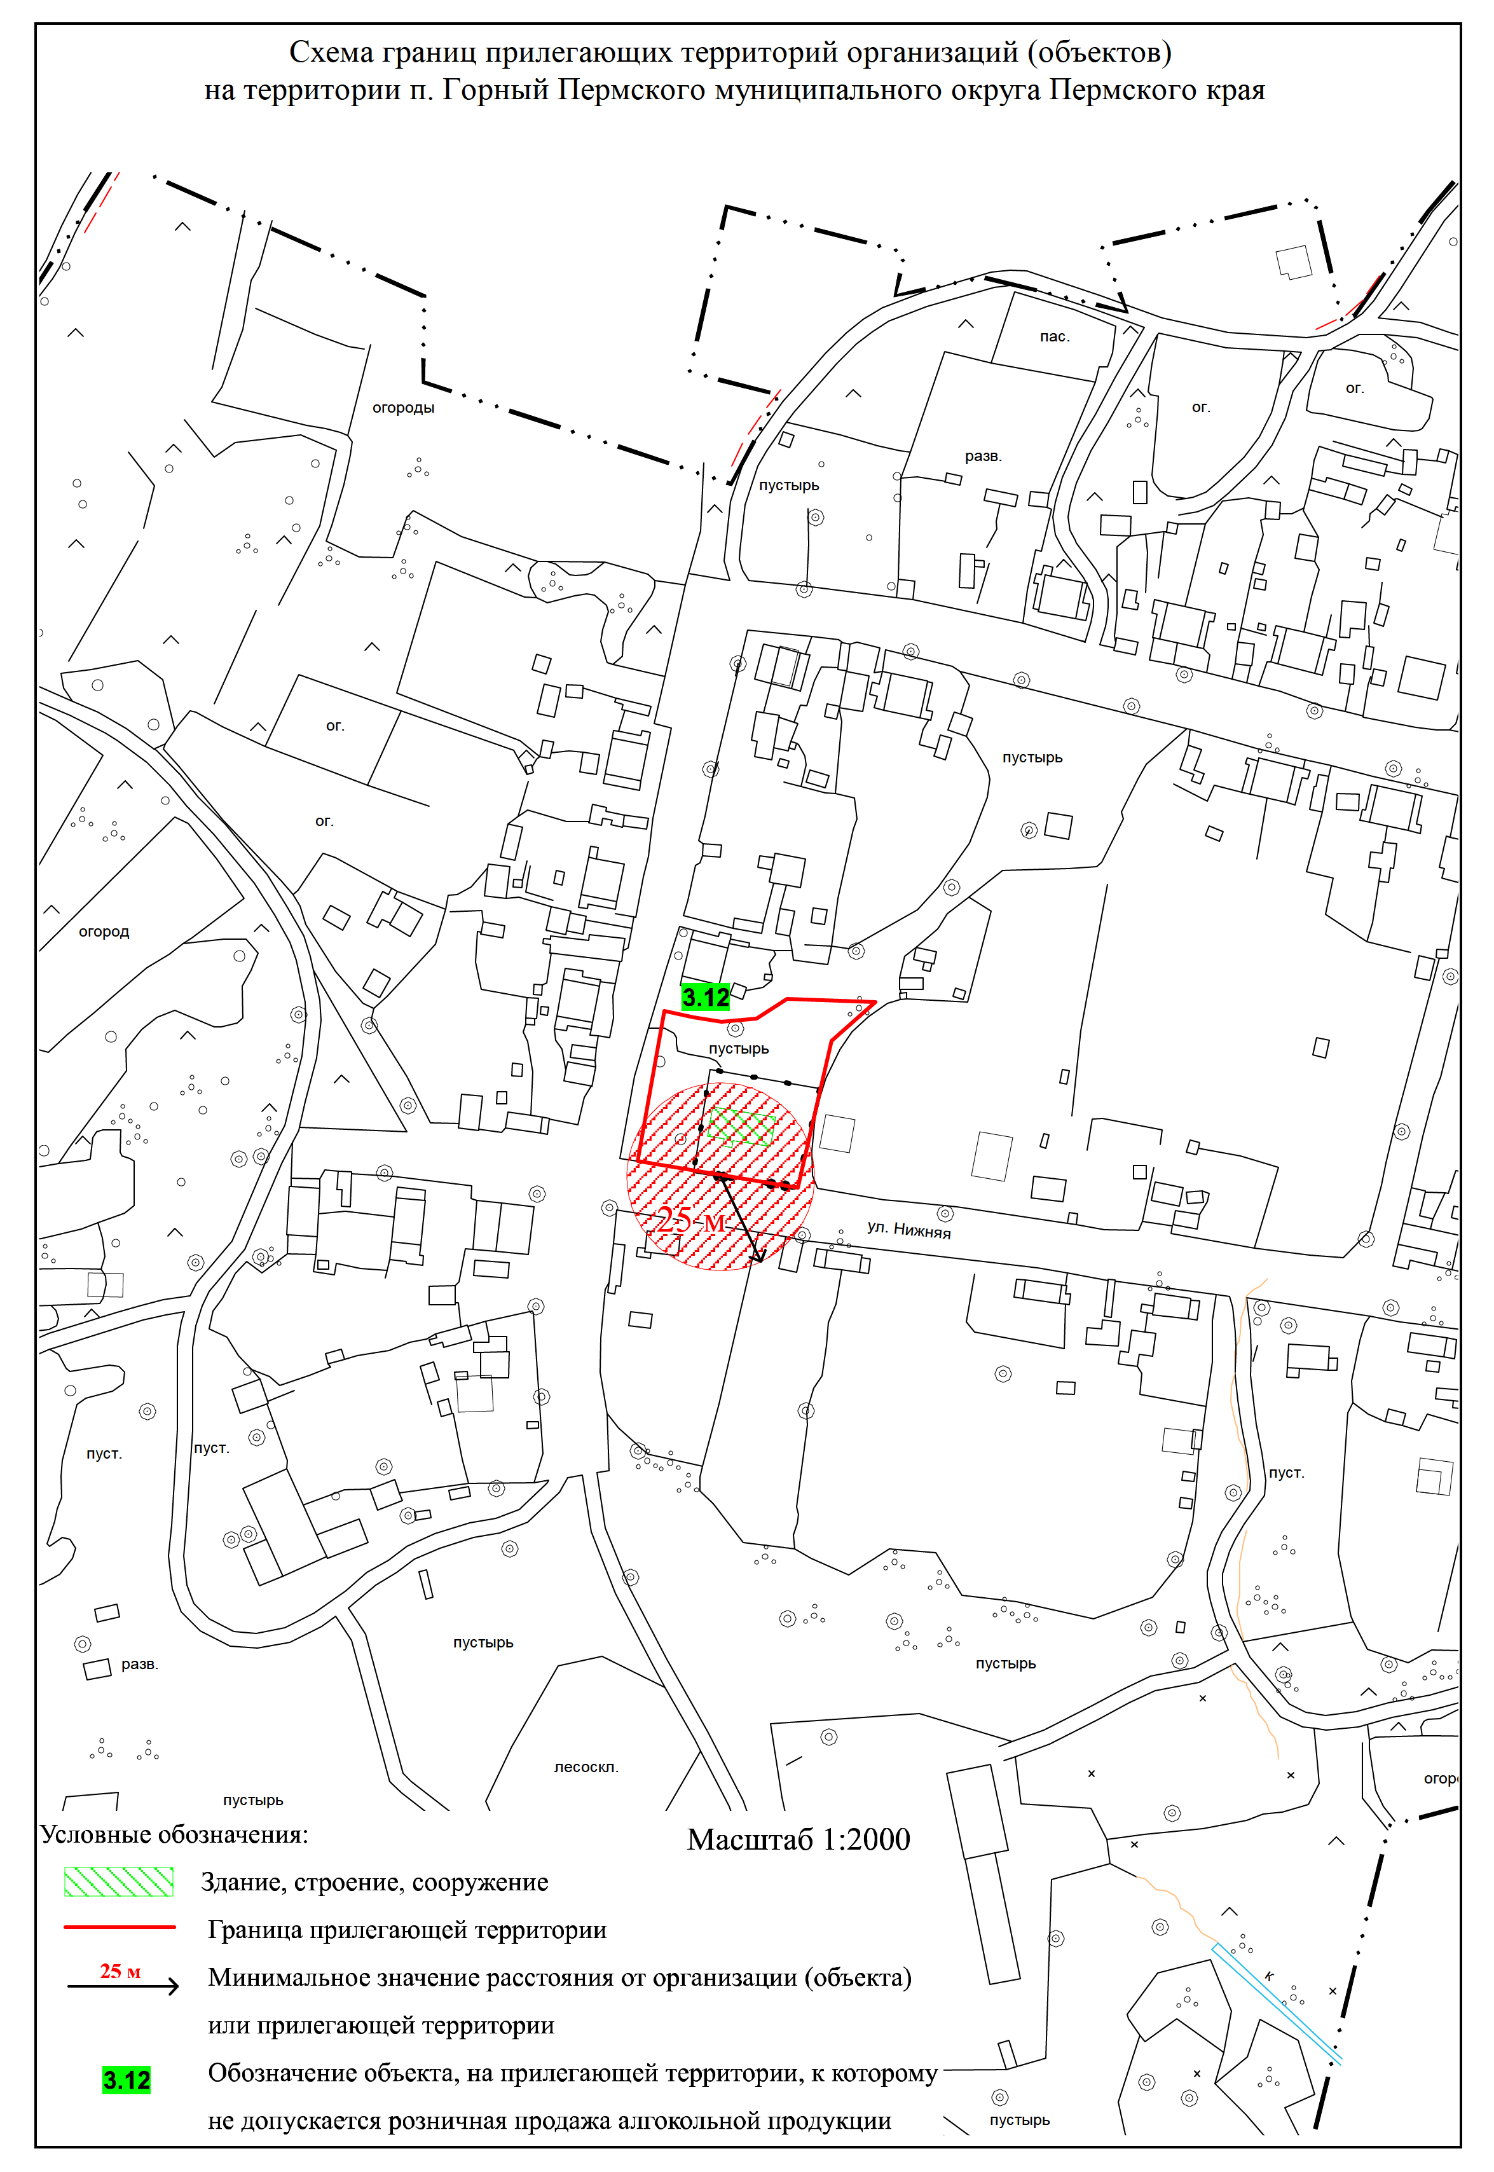 Схема границ прилегающих территорий организаций (объектов)
на территории п. Горный Пермского муниципального округа Пермского края
пас.
ог.
ог.
огороды
разв.
пустырь
ог.
пустырь
ог.
огород
3.12
пустырь
25 м
ул. Нижняя
пуст.
пуст.
пуст.
пустырь
разв.
пустырь
лесоскл.
огор
пустырь
Условные обозначения:
Масштаб 1:2000
Здание, строение, сооружение
Граница прилегающей территории
25 м
Минимальное значение расстояния от организации (объекта)
или прилегающей территории
к
3.12
Обозначение объекта, на прилегающей территории, к которому
не допускается розничная продажа алгокольной продукции
пустырь